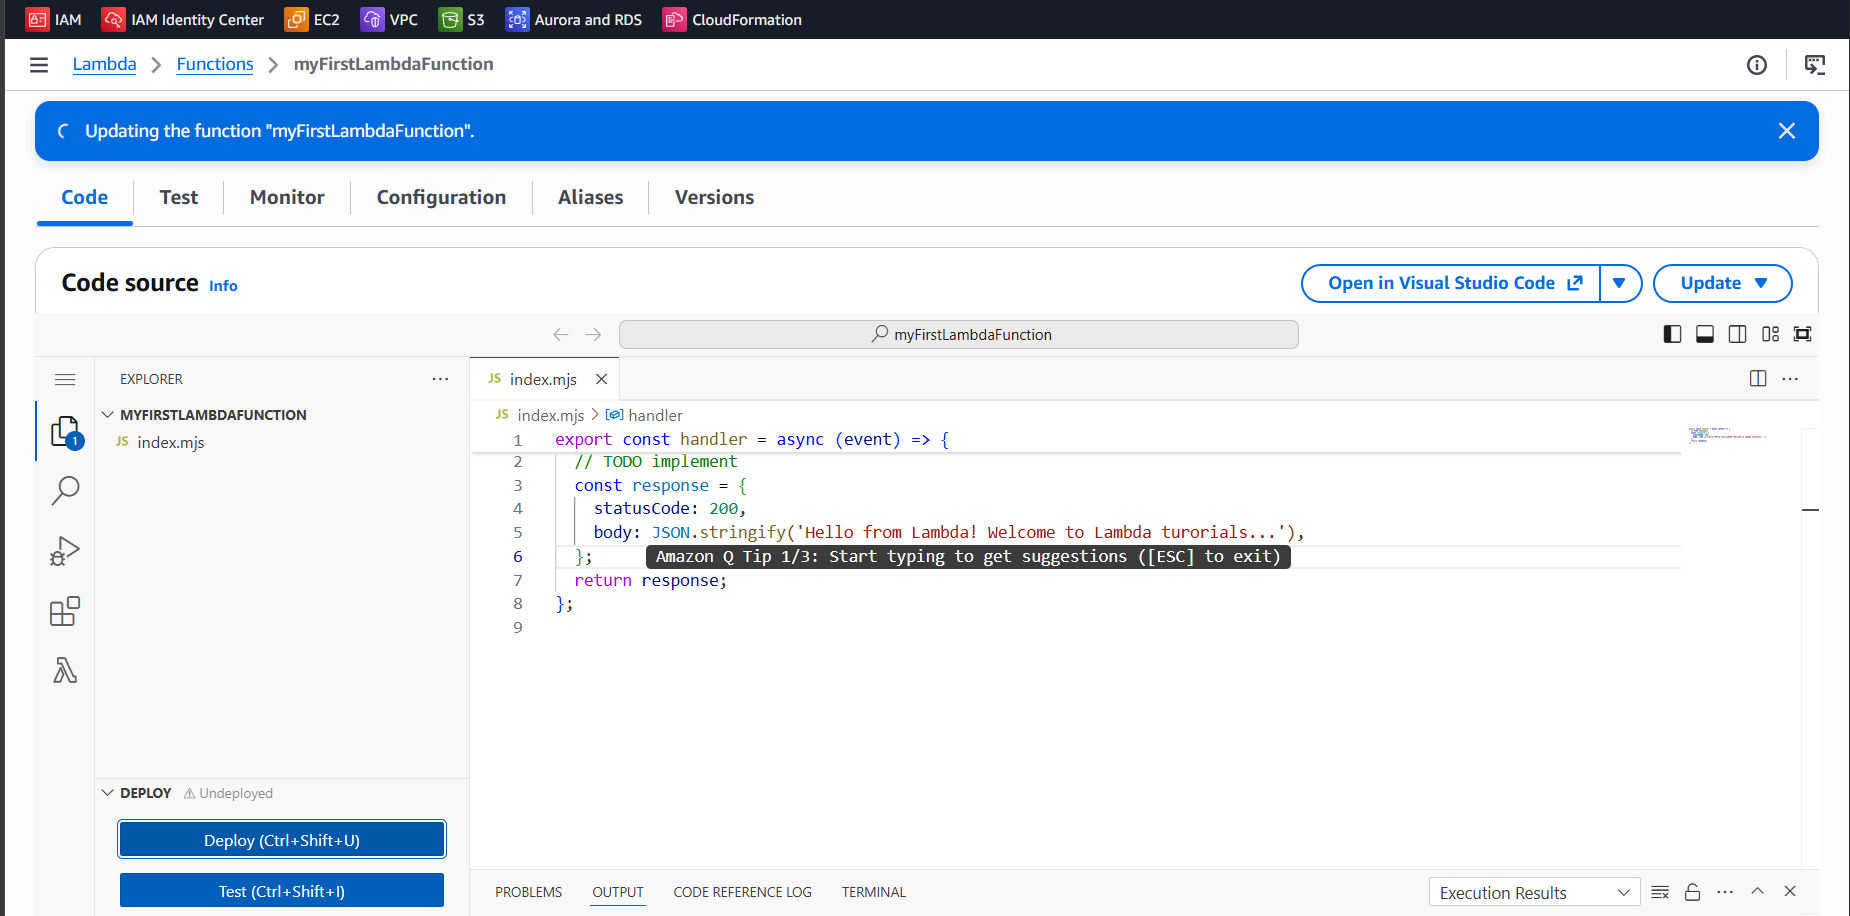 IAM IAM Identity Center EC2 VPC S3 Aurora and RDS CloudFormation
Lambda Functions myFirstLambdaFunction
Updating the function "myFirstLambdaFunction".
Code Test Monitor Configuration Aliases Versions
Code source Info Open in Visual Studio Code Update
myFirstLambdaFunction
EXPLORER
MYFIRSTLAMBDAFUNCTION
JS index.mjs
1
JS index.mjs
JS index.mjs > handler
1 export const handler = async (event) => {
2 // TODO implement
3 const response = {
4 statusCode: 200,
5 body: JSON.stringify('Hello from Lambda! Welcome to Lambda turorials...'),
6 }; Amazon Q Tip 1/3: Start typing to get suggestions ([ESC] to exit)
7 return response;
8 };
9
DEPLOY Undeployed
Deploy (Ctrl+Shift+U)
Test (Ctrl+Shift+I)
PROBLEMS OUTPUT CODE REFERENCE LOG TERMINAL Execution Results